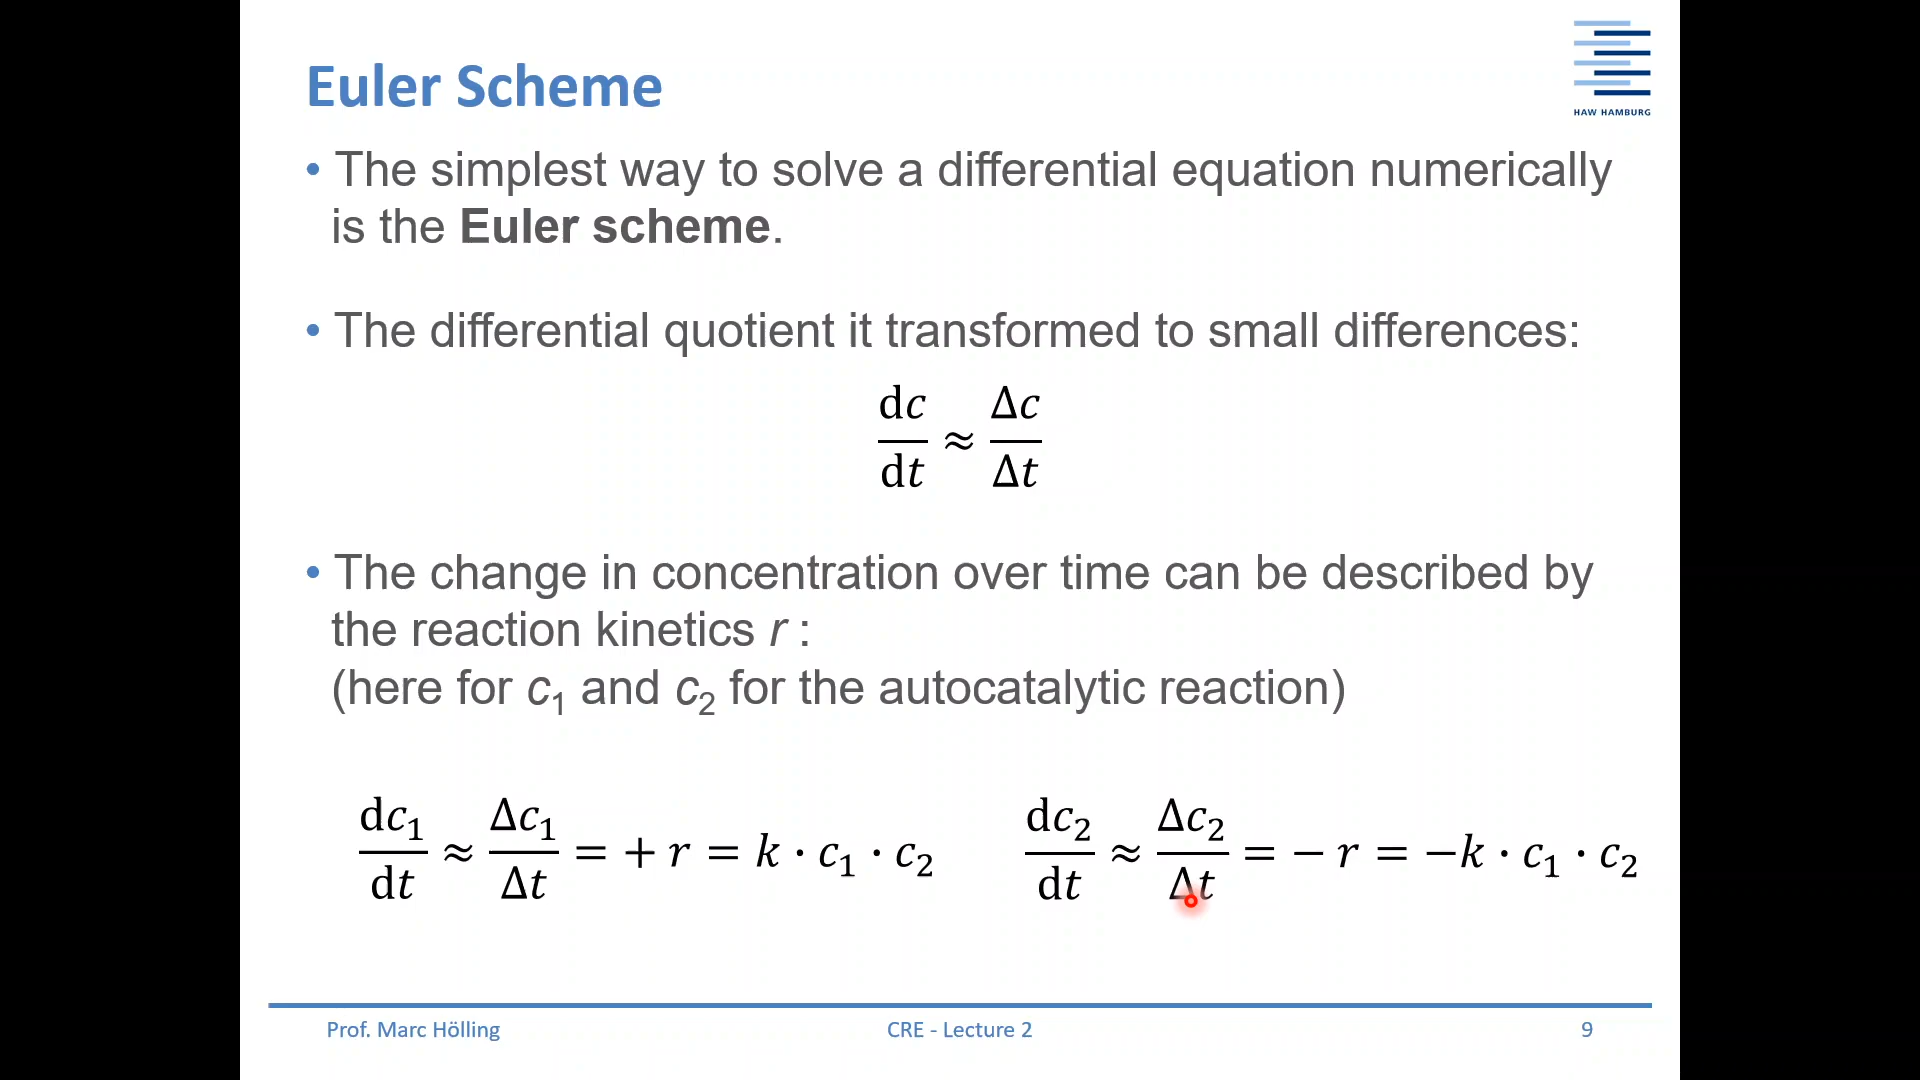 Euler Scheme
HAW HAMBURG
• The simplest way to solve a differential equation numerically
is the Euler scheme.
• The differential quotient it transformed to small differences:
dc/dt ≈ Δc/Δt
• The change in concentration over time can be described by
the reaction kinetics r :
(here for c₁ and c₂ for the autocatalytic reaction)
dc₁/dt ≈ Δc₁/Δt = + r = k · c₁ · c₂
dc₂/dt ≈ Δc₂/Δt = − r = −k · c₁ · c₂
Prof. Marc Hölling
CRE - Lecture 2
9